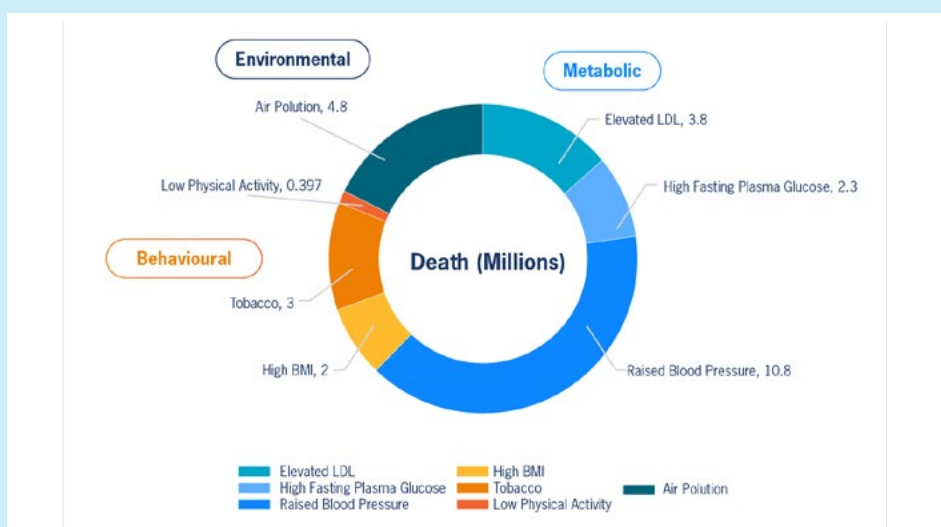 Environmental
Metabolic
Air Polution, 4.8
Elevated LDL, 3.8
Low Physical Activity, 0.397
High Fasting Plasma Glucose, 2.3
Behavioural
Death (Millions)
Tobacco, 3
High BMI, 2
Raised Blood Pressure, 10.8
Elevated LDL
High Fasting Plasma Glucose
Raised Blood Pressure
High BMI
Tobacco
Low Physical Activity
Air Polution